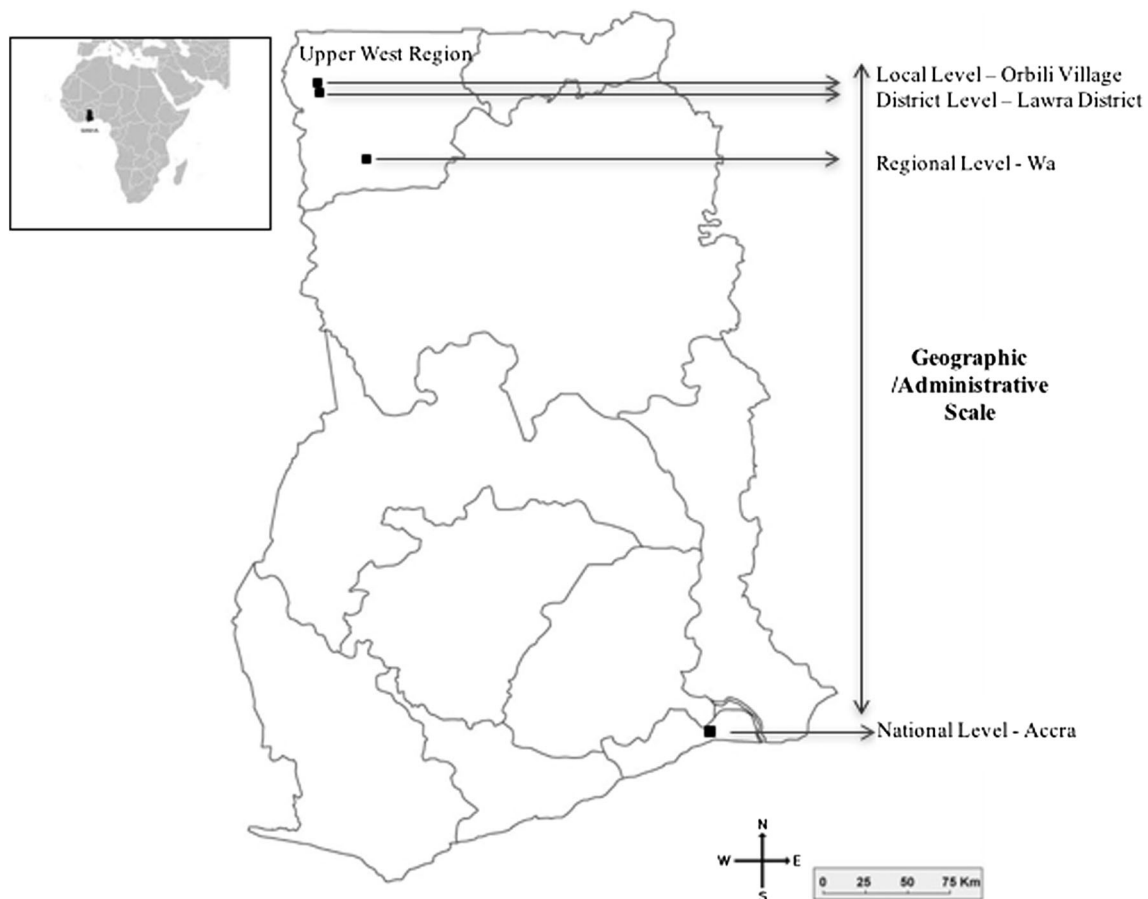 Upper West Region
Local Level – Orbili Village
District Level – Lawra District
Regional Level - Wa
Geographic
/Administrative
Scale
National Level - Accra
N
W E
S
0 25 50 75 Km